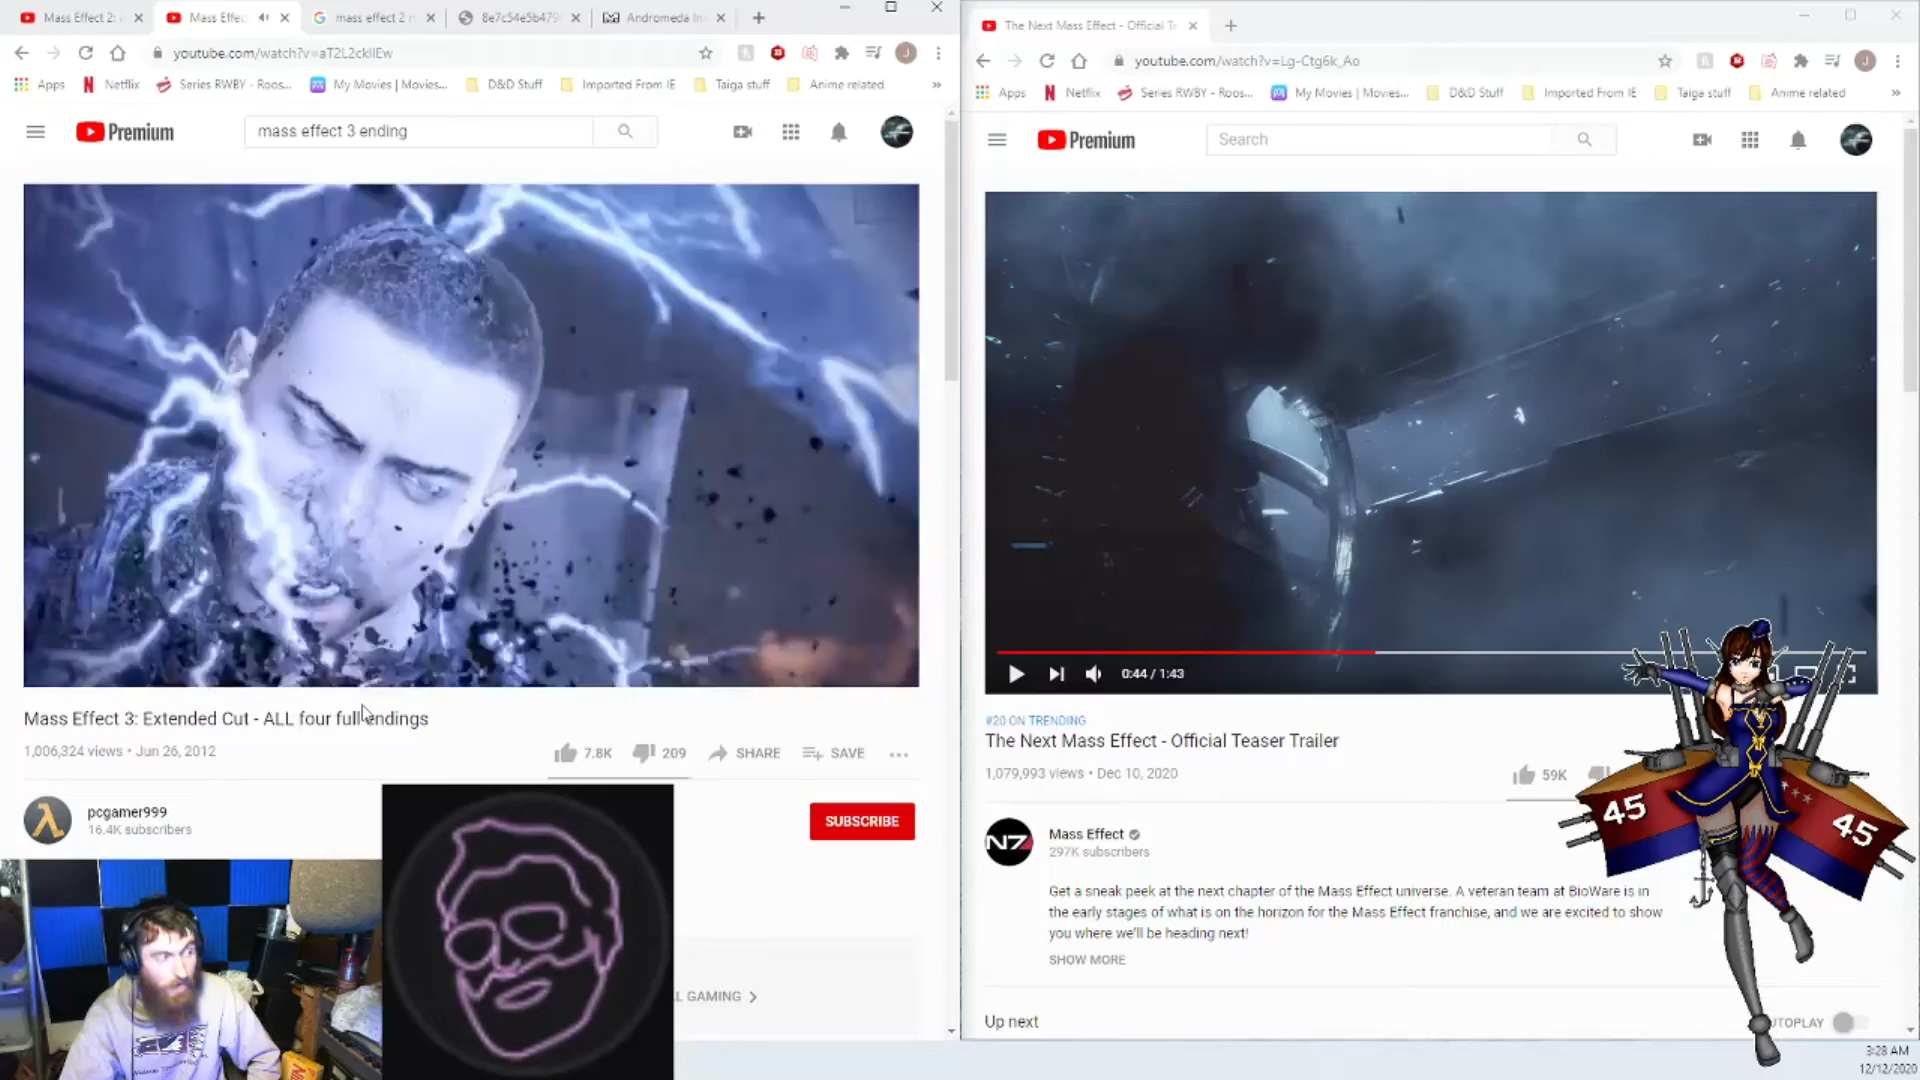 Mass Effect 2:
Mass Effec
mass effect 2 r
8e7c54e5b479
Andromeda Ini
youtube.com/watch?v=aT2L2ckIIEw
Apps
Netflix
Series RWBY - Roos...
My Movies | Movies...
D&D Stuff
Imported From IE
Taiga stuff
Anime related
»
Premium
mass effect 3 ending
Mass Effect 3: Extended Cut - ALL four full endings
1,006,324 views • Jun 26, 2012
7.8K
209
SHARE
SAVE
pcgamer999
16.4K subscribers
SUBSCRIBE
L GAMING
The Next Mass Effect - Official Te
youtube.com/watch?v=Lg-Ctg6k_Ao
Apps
Netflix
Series RWBY - Roos...
My Movies | Movies...
D&D Stuff
Imported From IE
Taiga stuff
Anime related
»
Premium
Search
0:44 / 1:43
#20 ON TRENDING
The Next Mass Effect - Official Teaser Trailer
1,079,993 views • Dec 10, 2020
59K
N7
Mass Effect
297K subscribers
Get a sneak peek at the next chapter of the Mass Effect universe. A veteran team at BioWare is in
the early stages of what is on the horizon for the Mass Effect franchise, and we are excited to show
you where we'll be heading next!
SHOW MORE
Up next
UTOPLAY
45
45
3:28 AM
12/12/2020